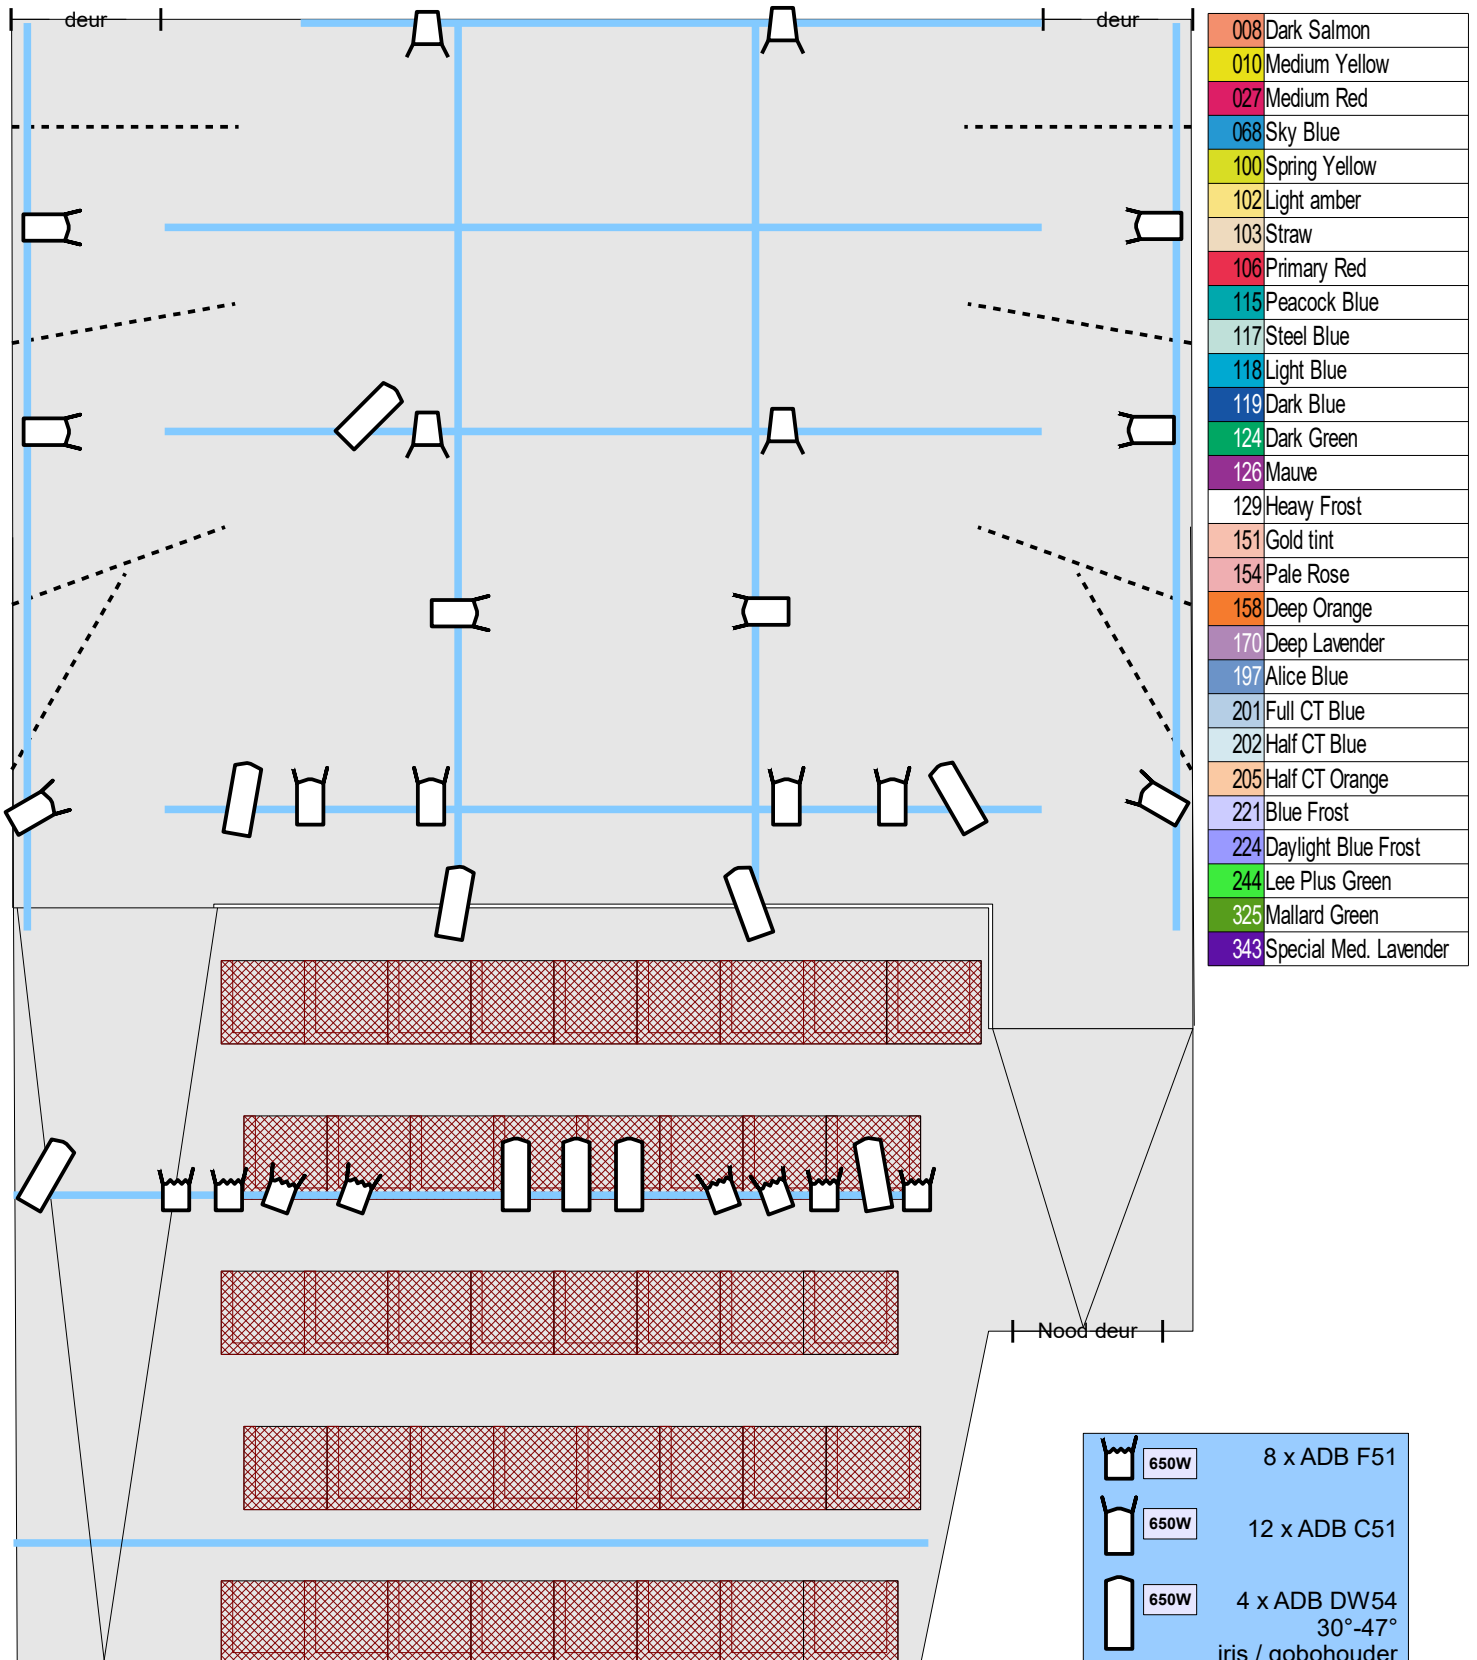 deur
deur
008 Dark Salmon
010 Medium Yellow
027 Medium Red
068 Sky Blue
100 Spring Yellow
102 Light amber
103 Straw
106 Primary Red
115 Peacock Blue
117 Steel Blue
118 Light Blue
119 Dark Blue
124 Dark Green
126 Mauve
129 Heavy Frost
151 Gold tint
154 Pale Rose
158 Deep Orange
170 Deep Lavender
197 Alice Blue
201 Full CT Blue
202 Half CT Blue
205 Half CT Orange
221 Blue Frost
224 Daylight Blue Frost
244 Lee Plus Green
325 Mallard Green
343 Special Med. Lavender
Nood deur
650W 8 x ADB F51
650W 12 x ADB C51
650W 4 x ADB DW54
30°-47°
iris / gobohouder